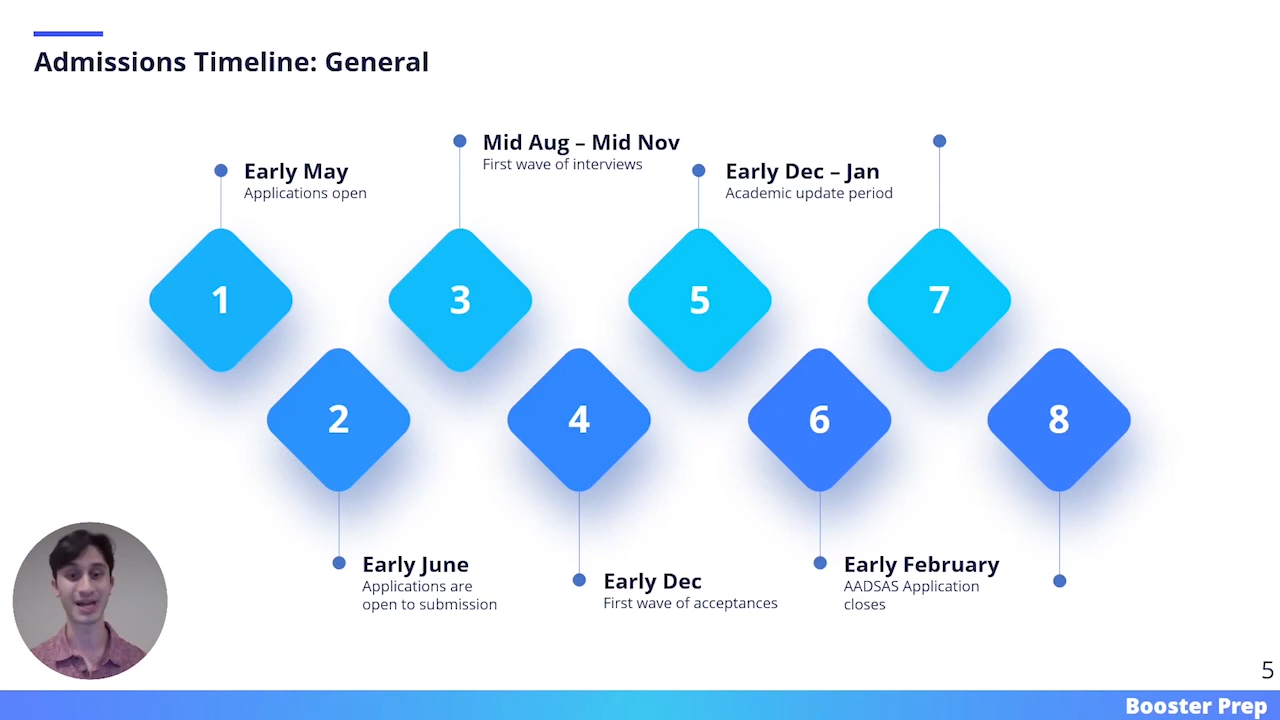 Admissions Timeline: General
Early May
Applications open
Mid Aug – Mid Nov
First wave of interviews
Early Dec – Jan
Academic update period
1
3
5
7
2
4
6
8
Early June
Applications are
open to submission
Early Dec
First wave of acceptances
Early February
AADSAS Application
closes
5
Booster Prep